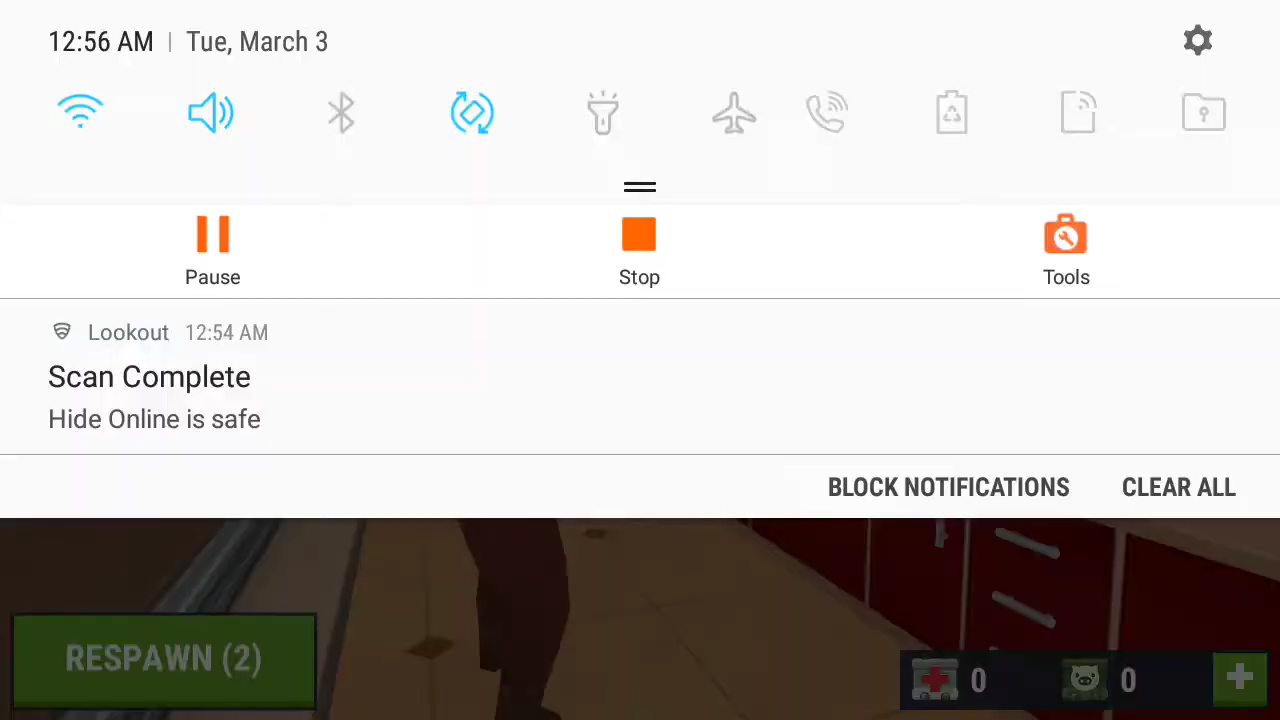 12:56 AM | Tue, March 3
Pause
Stop
Tools
Lookout 12:54 AM
Scan Complete
Hide Online is safe
BLOCK NOTIFICATIONS CLEAR ALL
RESPAWN (2)
0 0